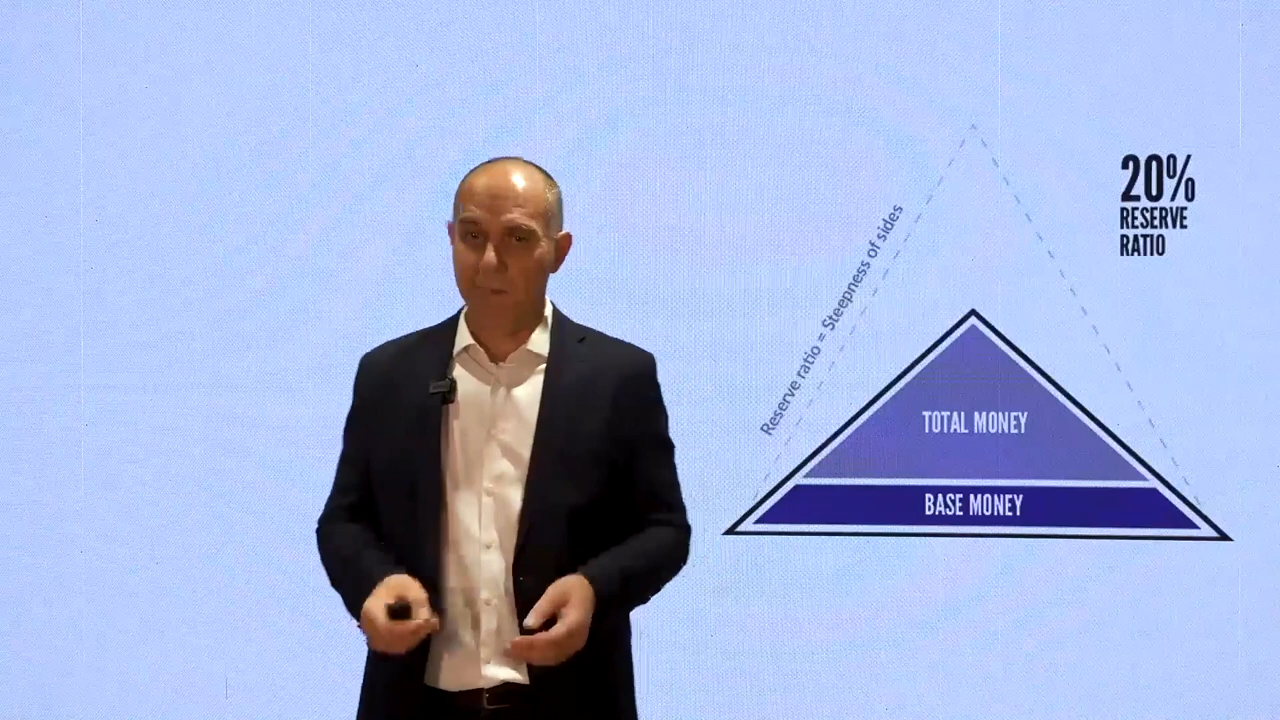 20%
RESERVE
RATIO
Reserve ratio = Steepness of sides
TOTAL MONEY
BASE MONEY